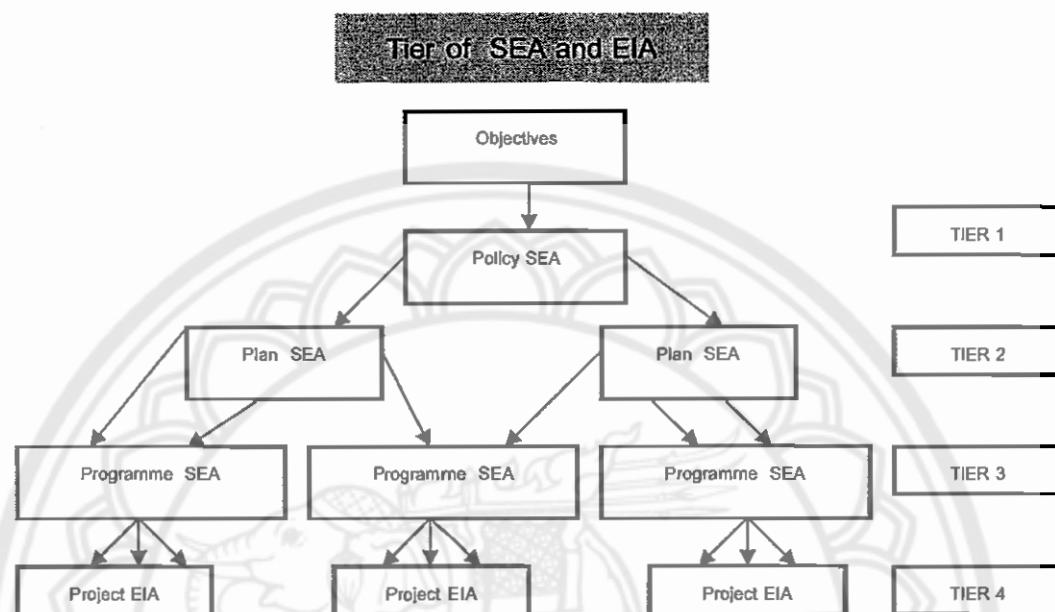 Tier of SEA and EIA
Objectives
TIER 1
Policy SEA
Plan SEA
Plan SEA
TIER 2
Programme SEA
Programme SEA
Programme SEA
TIER 3
Project EIA
Project EIA
Project EIA
TIER 4